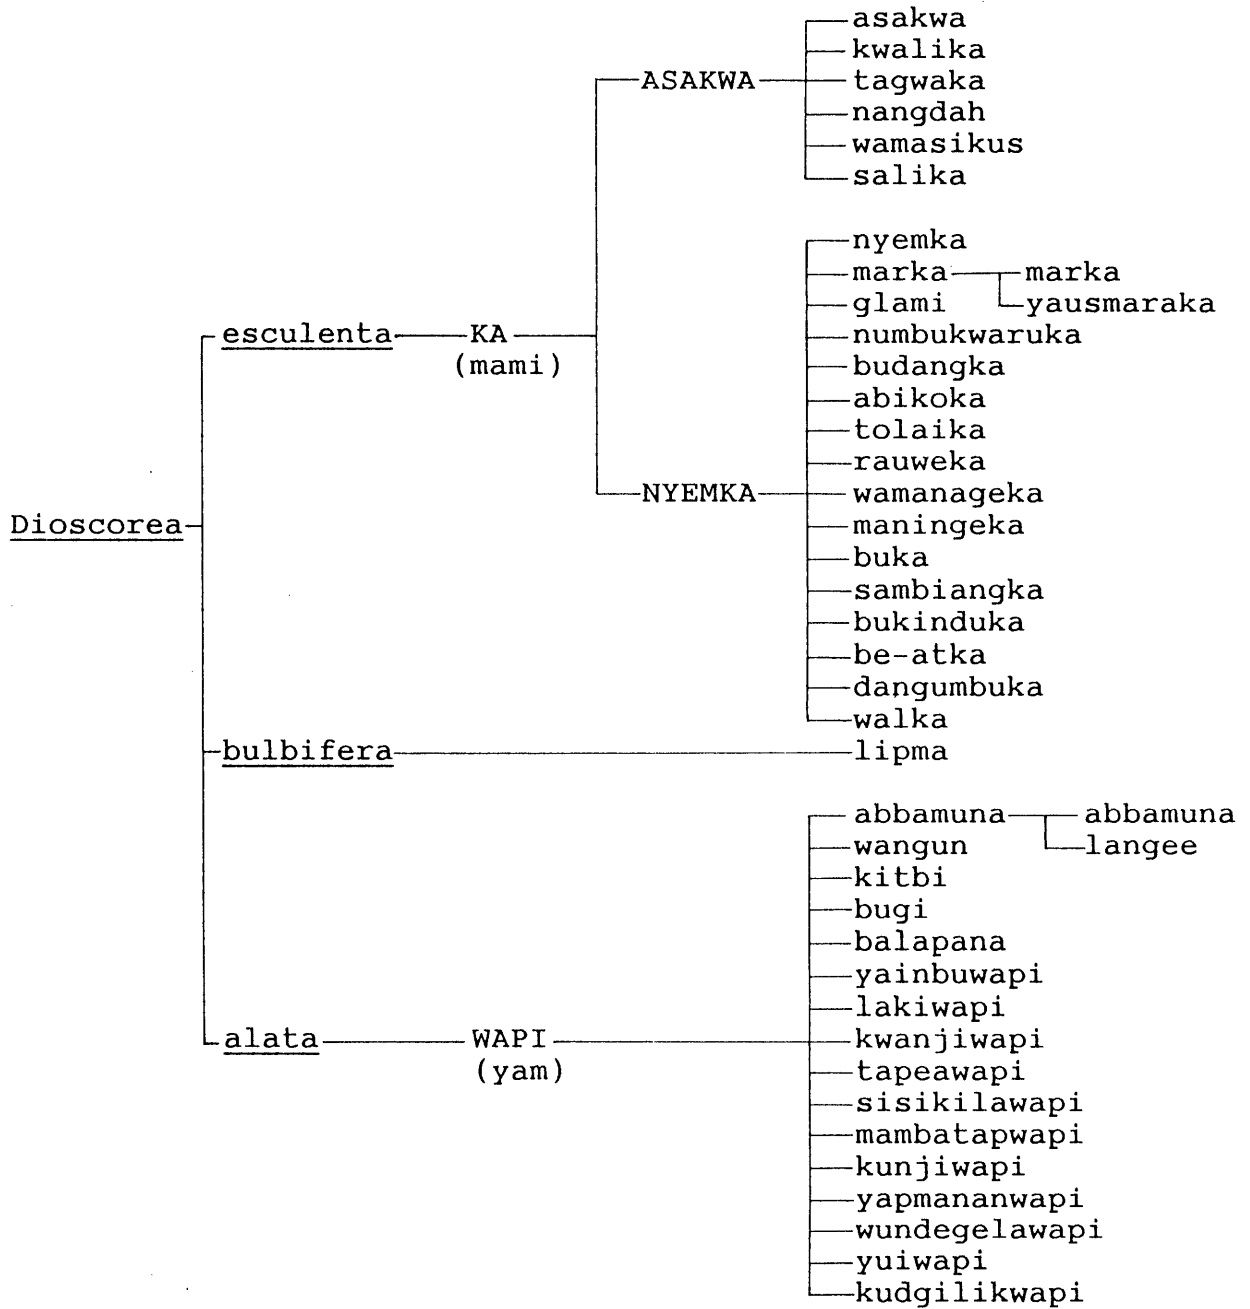 asakwa
kwalika
ASAKWA tagwaka
nangdah
wamasikus
salika
nyemka
marka marka
glami yausmaraka
esculenta KA numbukwaruka
(mami) budangka
abikoka
tolaika
rauweka
NYEMKA wamanageka
Dioscorea maningeka
buka
sambiangka
bukinduka
be-atka
dangumbuka
walka
bulbifera lipma
abbamuna abbamuna
wangun langee
kitbi
bugi
balapana
yainbuwapi
lakiwapi
alata WAPI kwanjiwapi
(yam) tapeawapi
sisikilawapi
mambatapwapi
kunjiwapi
yapmananwapi
wundegelawapi
yuiwapi
kudgilikwapi